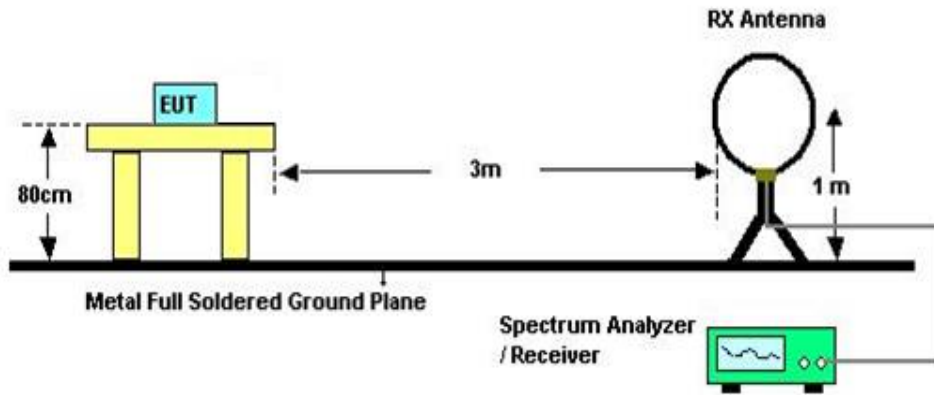 RX Antenna
EUT
80cm
3m
1 m
Metal Full Soldered Ground Plane
Spectrum Analyzer
/ Receiver